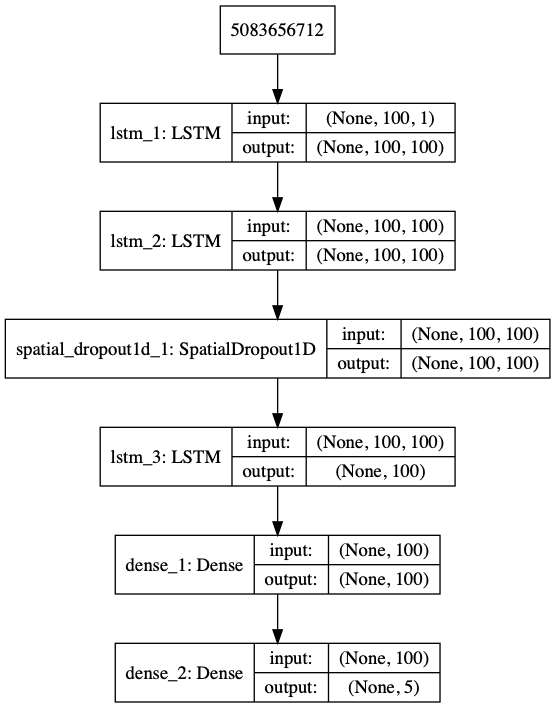 5083656712
lstm_1: LSTM
input: (None, 100, 1)
output: (None, 100, 100)
lstm_2: LSTM
input: (None, 100, 100)
output: (None, 100, 100)
spatial_dropout1d_1: SpatialDropout1D
input: (None, 100, 100)
output: (None, 100, 100)
lstm_3: LSTM
input: (None, 100, 100)
output: (None, 100)
dense_1: Dense
input: (None, 100)
output: (None, 100)
dense_2: Dense
input: (None, 100)
output: (None, 5)